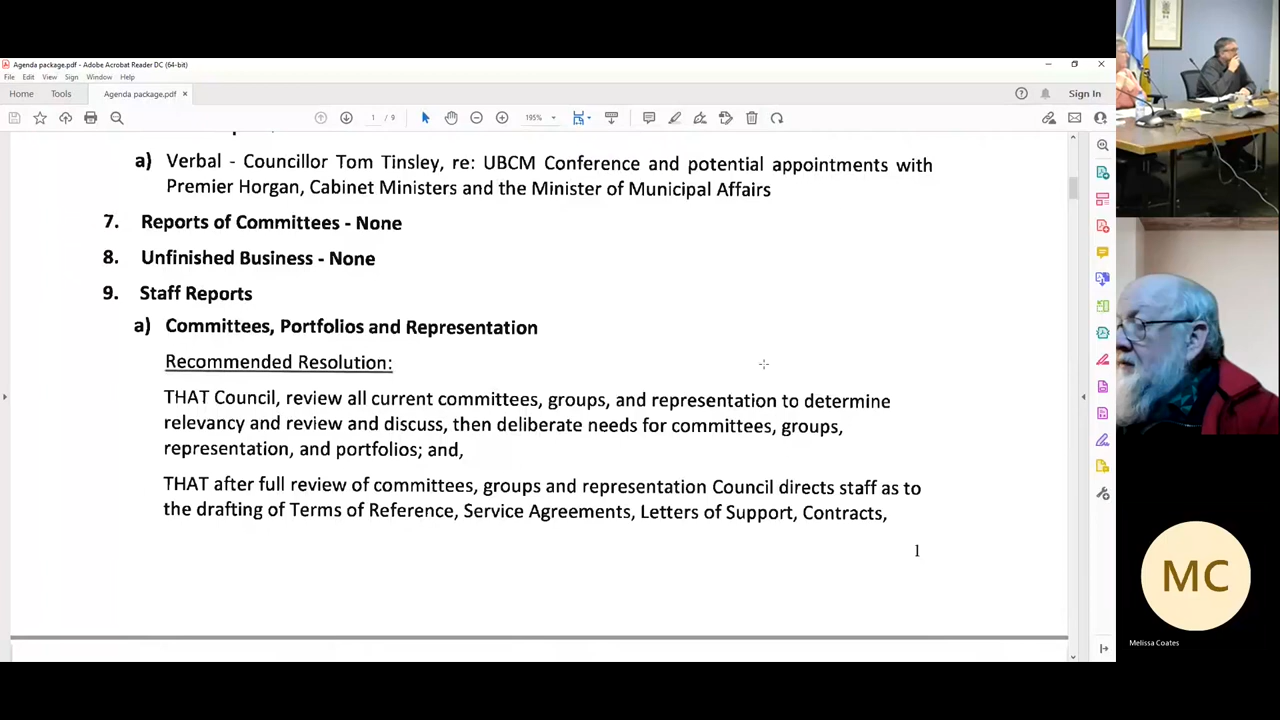 Agenda package.pdf - Adobe Acrobat Reader DC (64-bit)
File Edit View Sign Window Help
Home Tools Agenda package.pdf × Sign In
1 / 9 195%
a) Verbal - Councillor Tom Tinsley, re: UBCM Conference and potential appointments with
Premier Horgan, Cabinet Ministers and the Minister of Municipal Affairs
7. Reports of Committees - None
8. Unfinished Business - None
9. Staff Reports
a) Committees, Portfolios and Representation
Recommended Resolution:
THAT Council, review all current committees, groups, and representation to determine
relevancy and review and discuss, then deliberate needs for committees, groups,
representation, and portfolios; and,
THAT after full review of committees, groups and representation Council directs staff as to
the drafting of Terms of Reference, Service Agreements, Letters of Support, Contracts,
1
MC
Melissa Coates